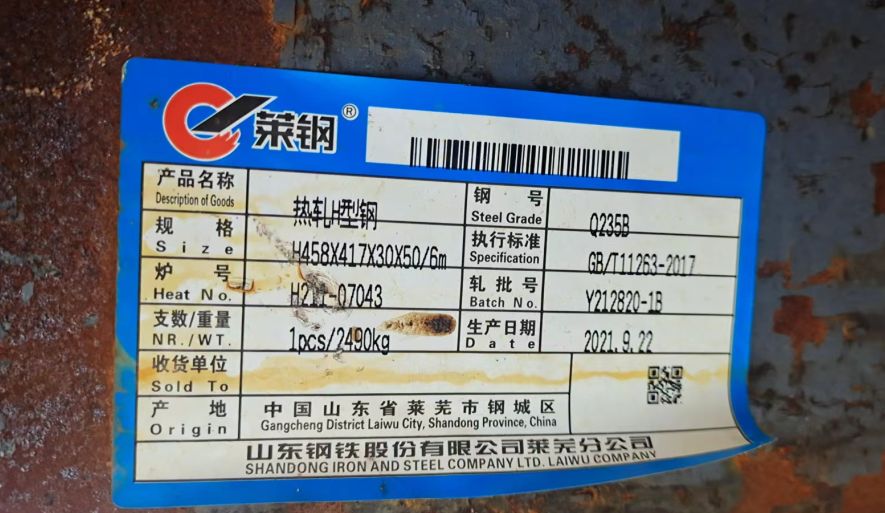 莱钢®
产品名称 热轧H型钢 钢 号 Q235B
Description of Goods Steel Grade
规 格 H458X417X30X50/6m 执行标准 GB/T11263-2017
Size Specification
炉 号 H211-07043 轧批号 Y212820-1B
Heat No. Batch No.
支数/重量 1pcs/2490kg 生产日期 2021.9.22
NR./WT. Date
收货单位
Sold To
产 地 中国山东省莱芜市钢城区
Origin Gangcheng District Laiwu City, Shandong Province, China
山东钢铁股份有限公司莱芜分公司
SHANDONG IRON AND STEEL COMPANY LTD. LAIWU COMPANY